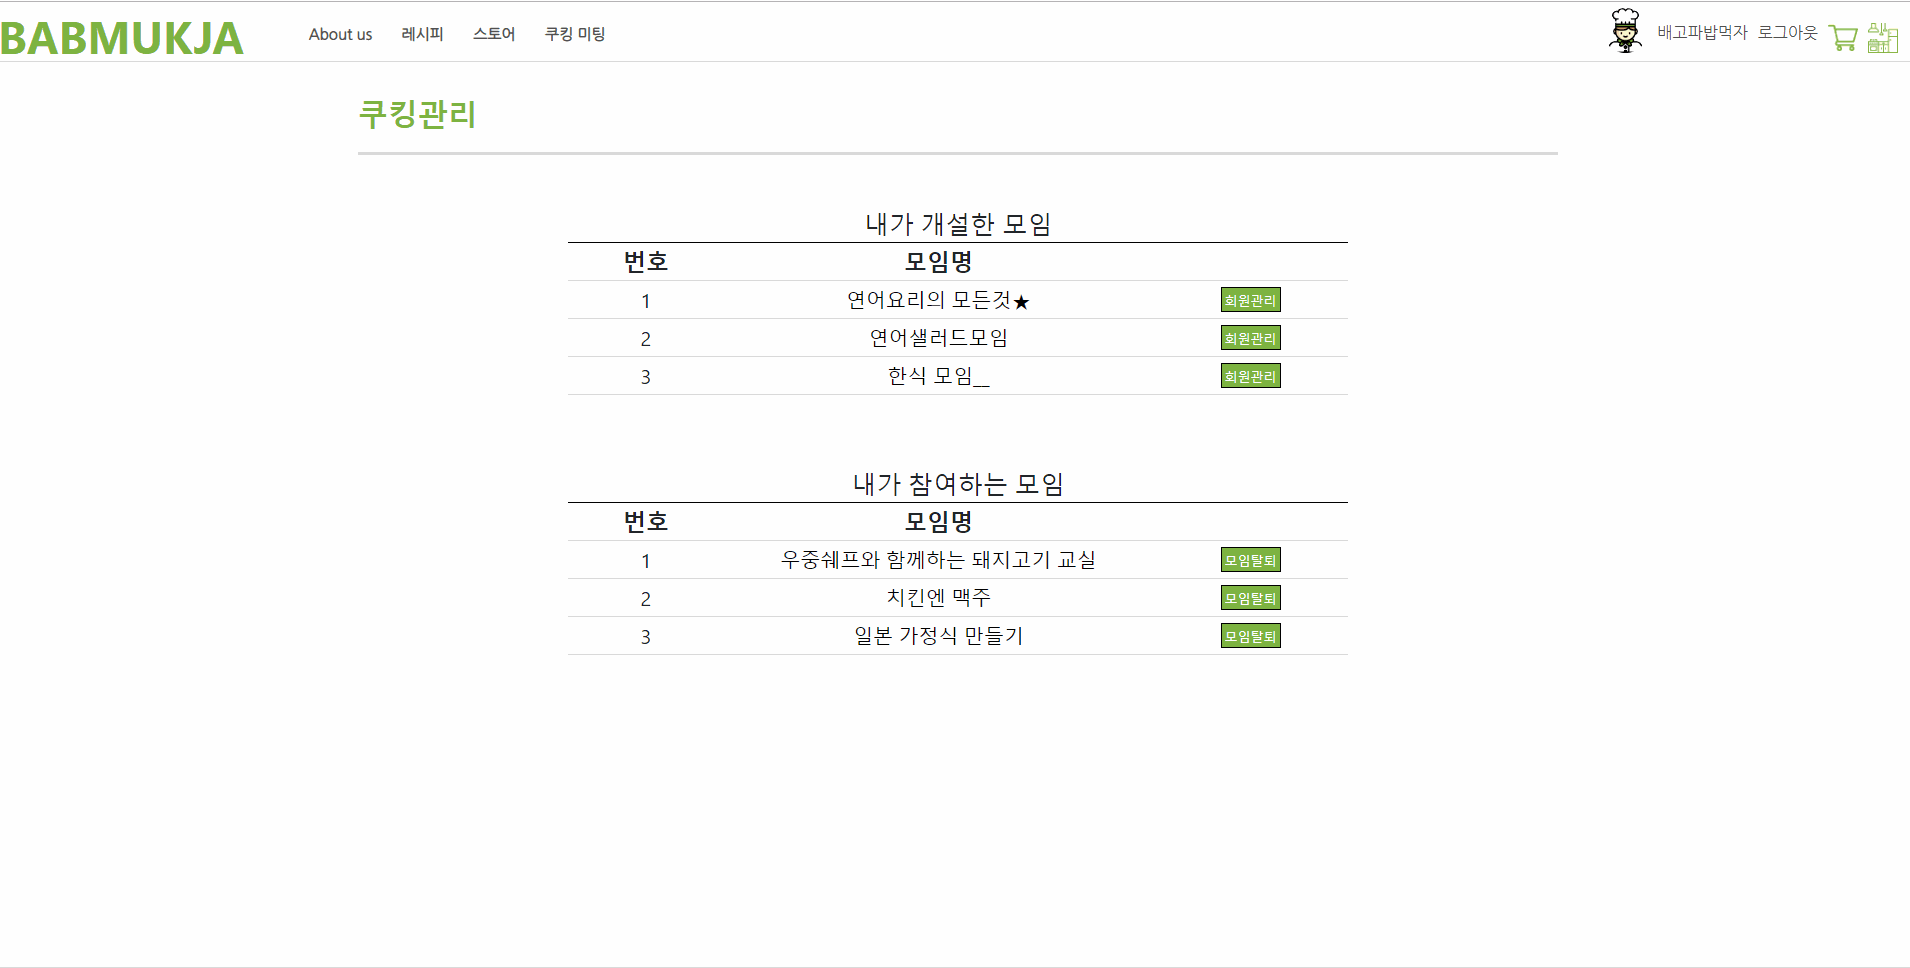 BABMUKJA About us 레시피 스토어 쿠킹 미팅 배고파밥먹자 로그아웃
쿠킹관리
내가 개설한 모임
번호 모임명
1 연어요리의 모든것★ 회원관리
2 연어샐러드모임 회원관리
3 한식 모임__ 회원관리
내가 참여하는 모임
번호 모임명
1 우중쉐프와 함께하는 돼지고기 교실 모임탈퇴
2 치킨엔 맥주 모임탈퇴
3 일본 가정식 만들기 모임탈퇴